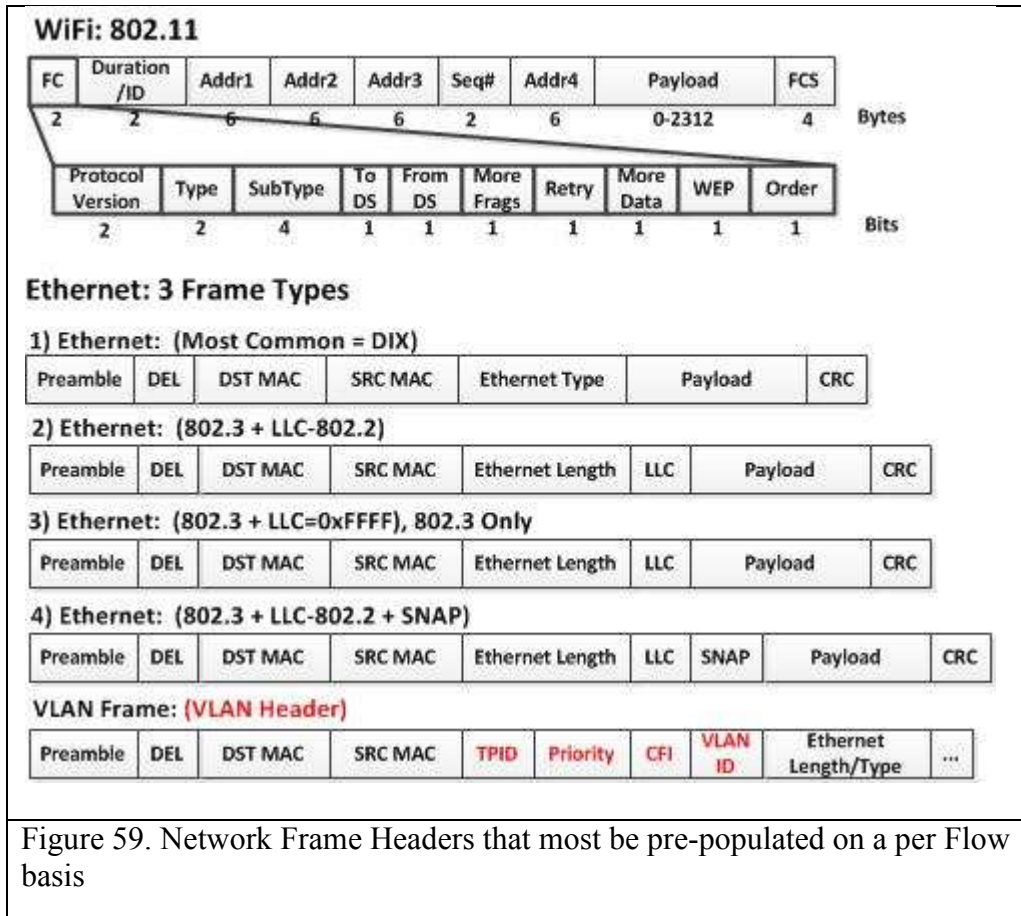 WiFi: 802.11
FC Duration /ID Addr1 Addr2 Addr3 Seq# Addr4 Payload FCS
2 2 6 6 6 2 6 0-2312 4 Bytes
Protocol Version Type SubType To DS From DS More Frags Retry More Data WEP Order
2 2 4 1 1 1 1 1 1 1 Bits
Ethernet: 3 Frame Types
1) Ethernet: (Most Common = DIX)
Preamble DEL DST MAC SRC MAC Ethernet Type Payload CRC
2) Ethernet: (802.3 + LLC-802.2)
Preamble DEL DST MAC SRC MAC Ethernet Length LLC Payload CRC
3) Ethernet: (802.3 + LLC=0xFFFF), 802.3 Only
Preamble DEL DST MAC SRC MAC Ethernet Length LLC Payload CRC
4) Ethernet: (802.3 + LLC-802.2 + SNAP)
Preamble DEL DST MAC SRC MAC Ethernet Length LLC SNAP Payload CRC
VLAN Frame: (VLAN Header)
Preamble DEL DST MAC SRC MAC TPID Priority CFI VLAN ID Ethernet Length/Type ...
Figure 59. Network Frame Headers that most be pre-populated on a per Flow
basis